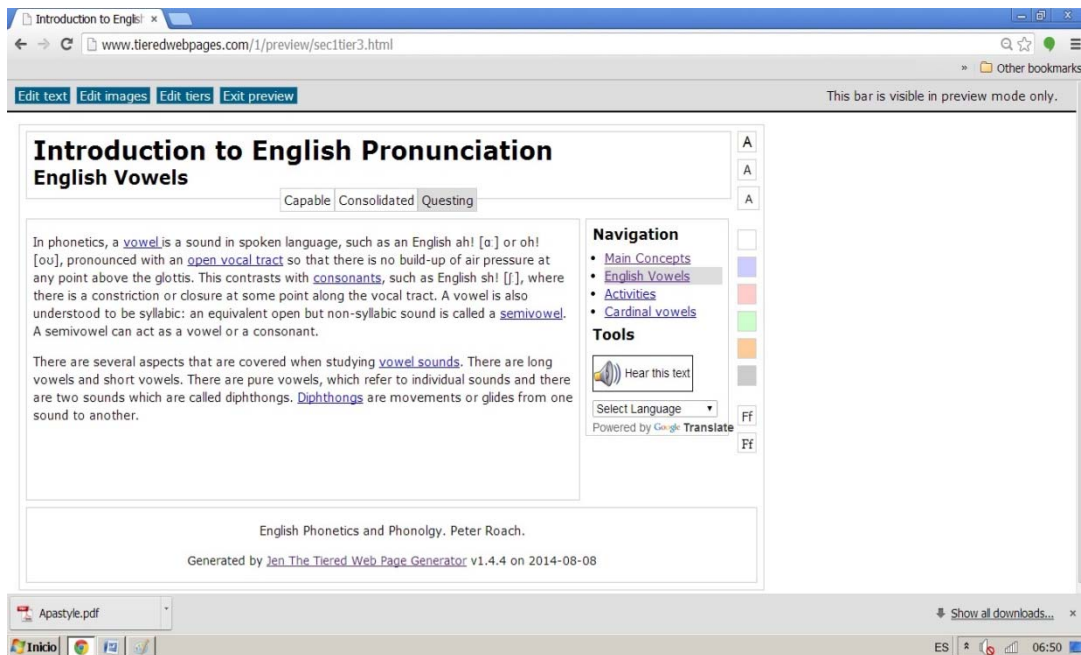 Introduction to Englis
www.tieredwebpages.com/1/preview/sec1tier3.html
» Other bookmarks
Edit text Edit images Edit tiers Exit preview This bar is visible in preview mode only.
Introduction to English Pronunciation
English Vowels
Capable Consolidated Questing
A
A
A
In phonetics, a vowel is a sound in spoken language, such as an English ah! [ɑː] or oh!
[oʊ], pronounced with an open vocal tract so that there is no build-up of air pressure at
any point above the glottis. This contrasts with consonants, such as English sh! [ʃː], where
there is a constriction or closure at some point along the vocal tract. A vowel is also
understood to be syllabic: an equivalent open but non-syllabic sound is called a semivowel.
A semivowel can act as a vowel or a consonant.
There are several aspects that are covered when studying vowel sounds. There are long
vowels and short vowels. There are pure vowels, which refer to individual sounds and there
are two sounds which are called diphthongs. Diphthongs are movements or glides from one
sound to another.
Navigation
• Main Concepts
• English Vowels
• Activities
• Cardinal vowels
Tools
Hear this text
Select Language
Powered by Google Translate
Ff
Ff
English Phonetics and Phonolgy. Peter Roach.
Generated by Jen The Tiered Web Page Generator v1.4.4 on 2014-08-08
Apastyle.pdf
Show all downloads...
Inicio
ES 06:50